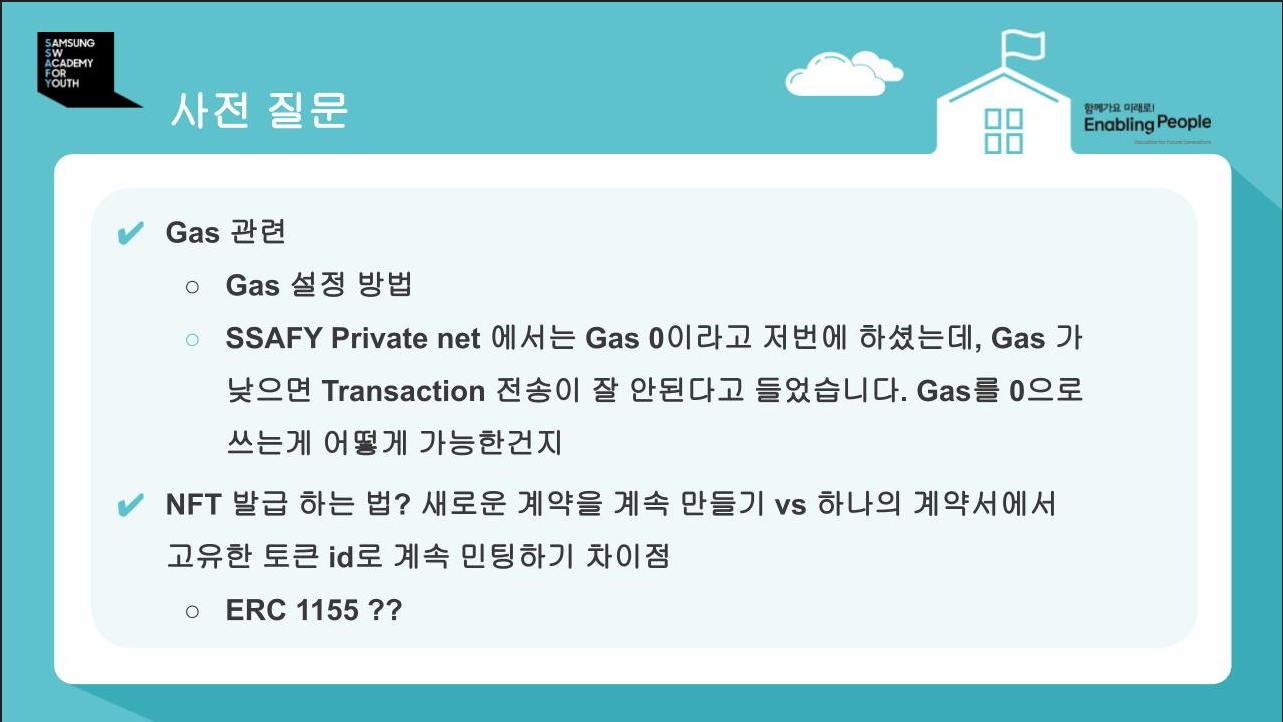 SAMSUNG
SW
ACADEMY
FOR
YOUTH
사전 질문
함께가요 미래로!
Enabling People
Education for Future Generations
✔ Gas 관련
○ Gas 설정 방법
○ SSAFY Private net 에서는 Gas 0이라고 저번에 하셨는데, Gas 가
낮으면 Transaction 전송이 잘 안된다고 들었습니다. Gas를 0으로
쓰는게 어떻게 가능한건지
✔ NFT 발급 하는 법? 새로운 계약을 계속 만들기 vs 하나의 계약서에서
고유한 토큰 id로 계속 민팅하기 차이점
○ ERC 1155 ??